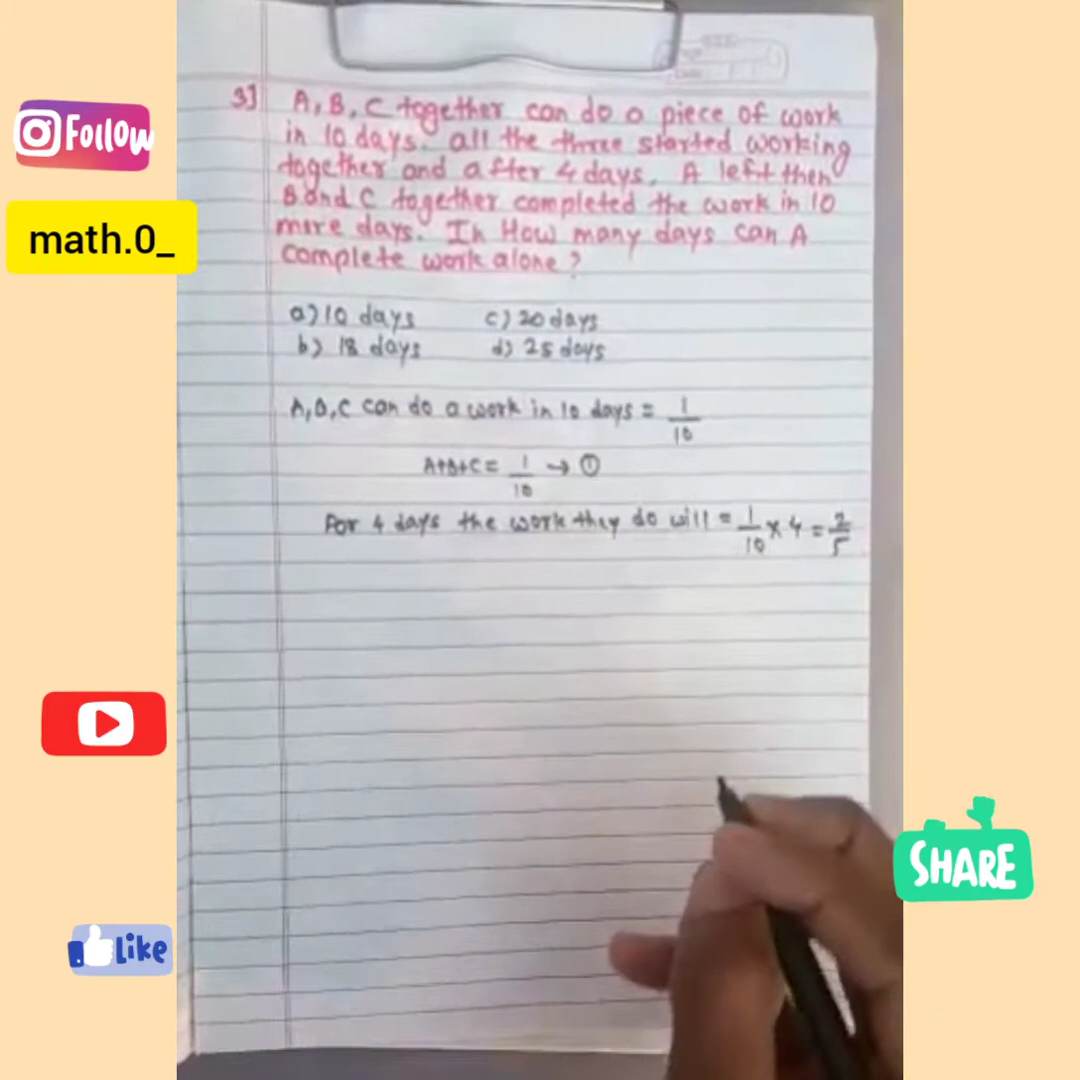 Follow
math.0_
3] A, B, C together can do a piece of work
in 10 days. all the three started working
together and after 4 days, A left then
B and C together completed the work in 10
more days. In How many days can A
complete work alone?
a) 10 days c) 20 days
b) 18 days d) 25 days
A, B, C can do a work in 10 days = 1/10
A+B+C = 1/10 → ①
For 4 days the work they do will = 1/10 × 4 = 2/5
SHARE
Like